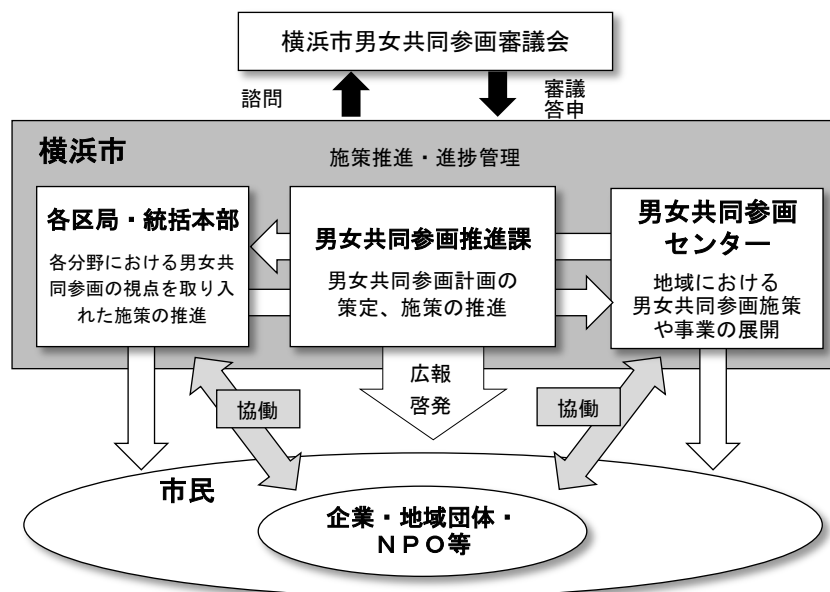 横浜市男女共同参画審議会
諮問
審議
答申
横浜市
施策推進・進捗管理
各区局・統括本部
各分野における男女共
同参画の視点を取り入
れた施策の推進
男女共同参画推進課
男女共同参画計画の
策定、施策の推進
男女共同参画
センター
地域における
男女共同参画施策
や事業の展開
広報
啓発
協働
協働
市民
企業・地域団体・
ＮＰＯ等